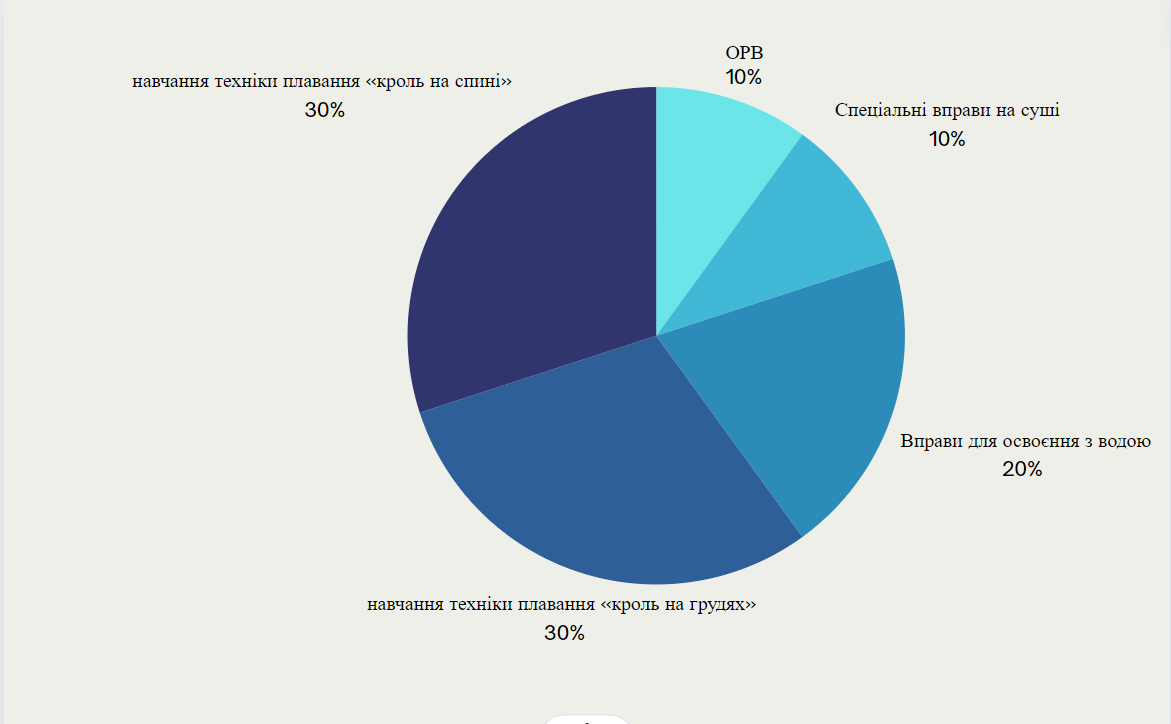 ОРВ
10%
навчання техніки плавання «кроль на спині»
30%
Спеціальні вправи на суші
10%
Вправи для освоєння з водою
20%
навчання техніки плавання «кроль на грудях»
30%